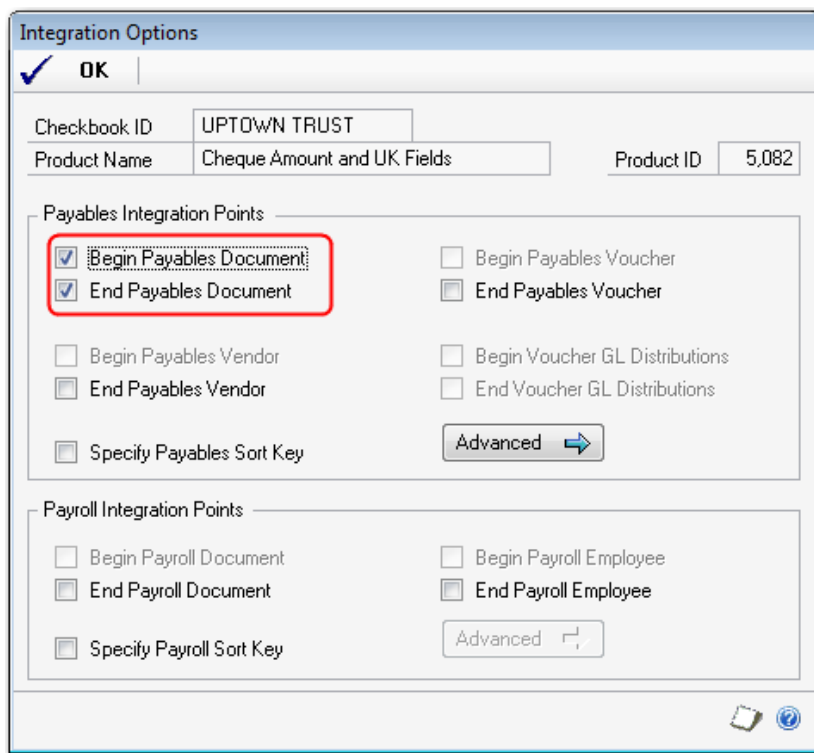 Integration Options
OK
Checkbook ID UPTOWN TRUST
Product Name Cheque Amount and UK Fields Product ID 5,082
Payables Integration Points
Begin Payables Document Begin Payables Voucher
End Payables Document End Payables Voucher
Begin Payables Vendor Begin Voucher GL Distributions
End Payables Vendor End Voucher GL Distributions
Specify Payables Sort Key Advanced
Payroll Integration Points
Begin Payroll Document Begin Payroll Employee
End Payroll Document End Payroll Employee
Specify Payroll Sort Key Advanced